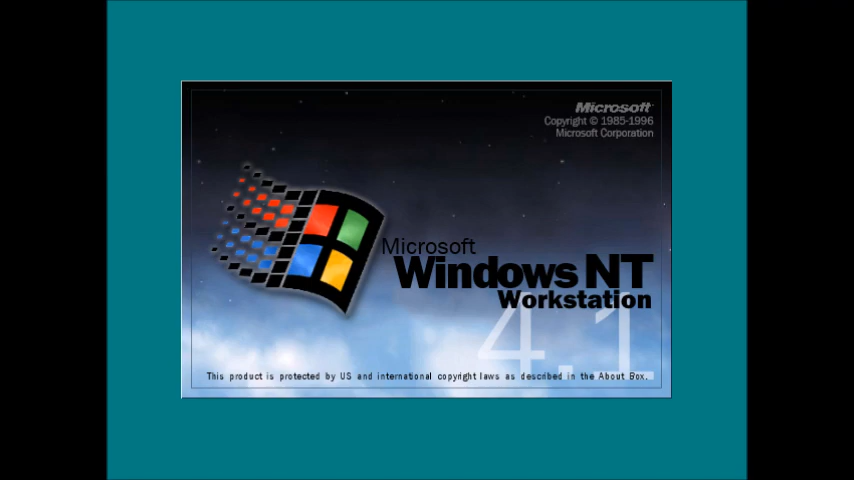 Microsoft
Copyright © 1985-1996
Microsoft Corporation
Microsoft
Windows NT
Workstation
4.1
This product is protected by US and international copyright laws as described in the About Box.